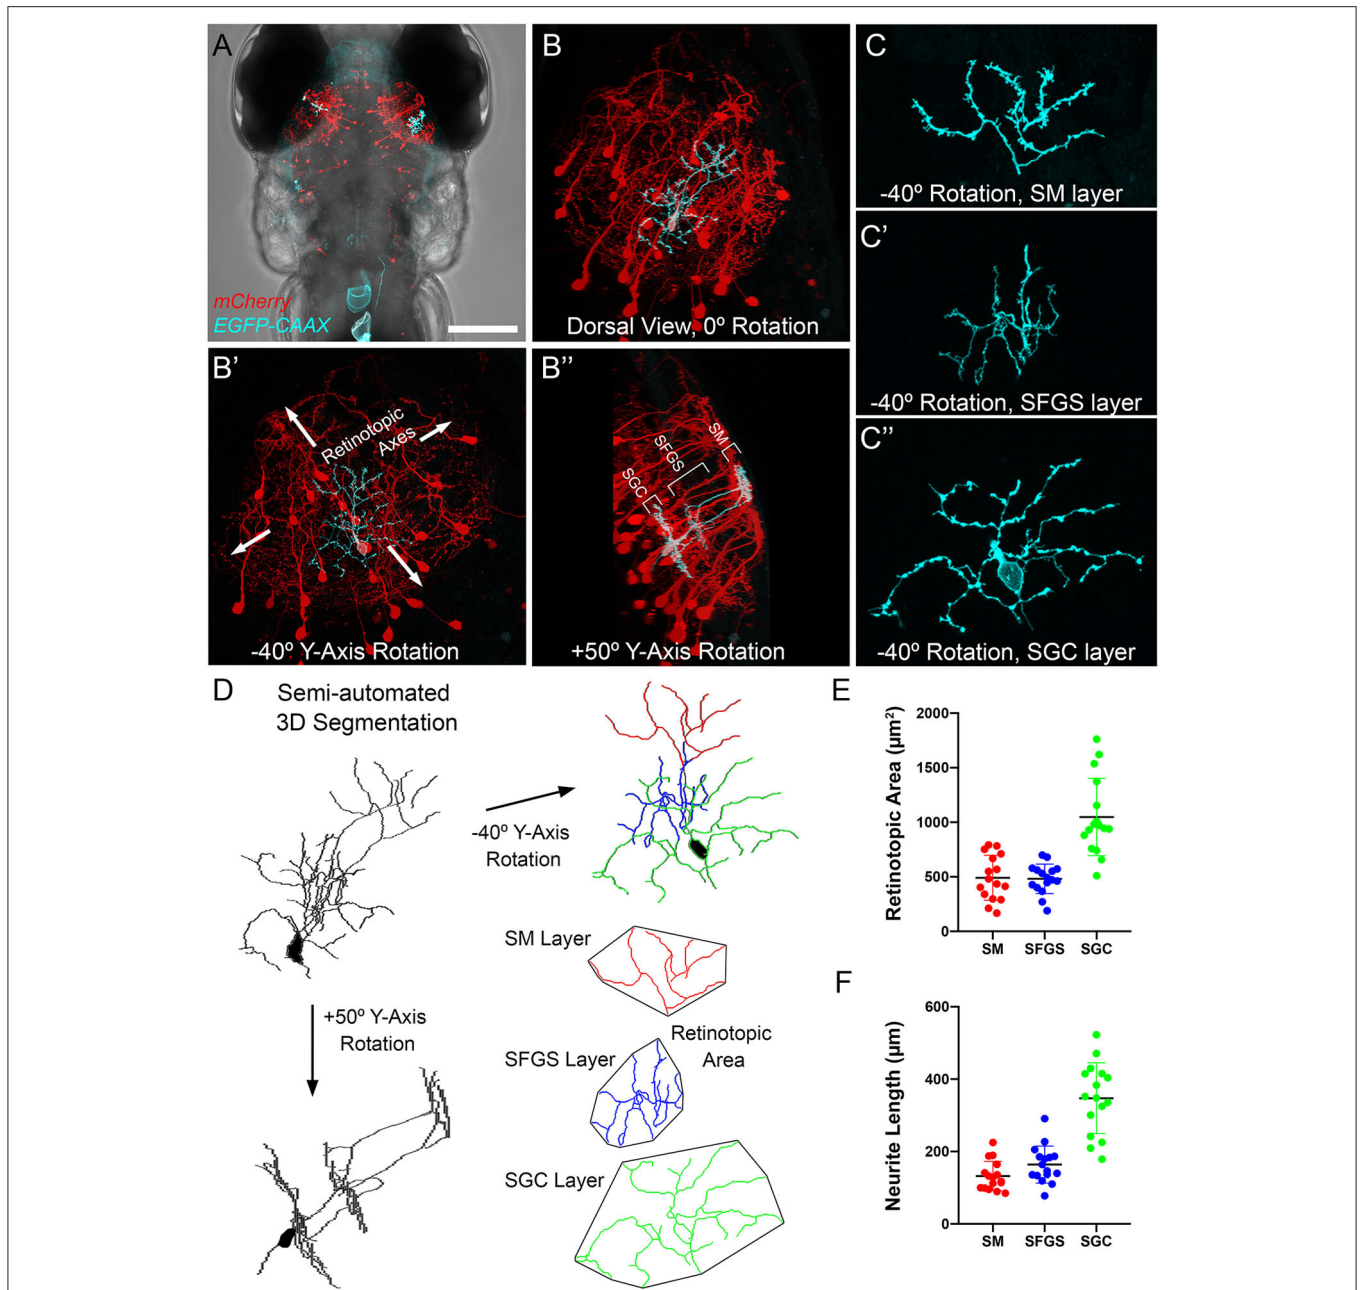 A
mCherry
EGFP-CAAX
B
Dorsal View, 0º Rotation
C
-40º Rotation, SM layer
C'
-40º Rotation, SFGS layer
B'
Retinotopic
Axes
-40º Y-Axis Rotation
B''
SM
SFGS
SGC
+50º Y-Axis Rotation
C''
-40º Rotation, SGC layer
D
Semi-automated
3D Segmentation
-40º Y-Axis
Rotation
+50º Y-Axis
Rotation
SM Layer
SFGS Layer
Retinotopic
Area
SGC Layer
E
Retinotopic Area (µm²)
2000
1500
1000
500
0
SM SFGS SGC
F
Neurite Length (µm)
600
400
200
0
SM SFGS SGC